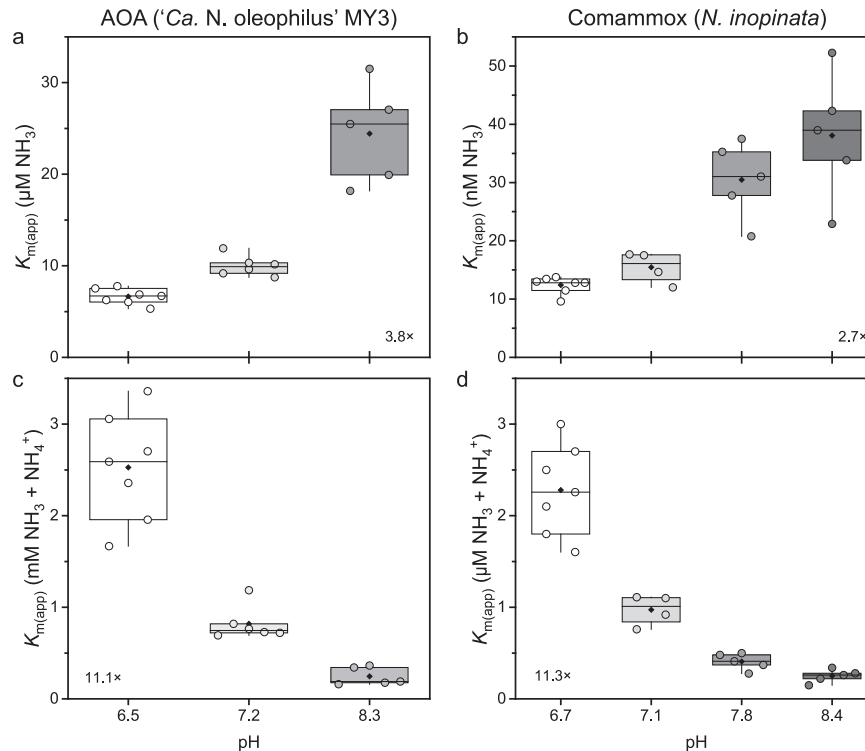 AOA ('Ca. N. oleophilus' MY3)
Comammox (N. inopinata)
a
Km(app) (µM NH3)
30
20
10
0
3.8×
b
Km(app) (nM NH3)
50
40
30
20
10
0
2.7×
c
Km(app) (mM NH3 + NH4+)
3
2
1
0
11.1×
6.5 7.2 8.3
pH
d
Km(app) (µM NH3 + NH4+)
3
2
1
0
11.3×
6.7 7.1 7.8 8.4
pH